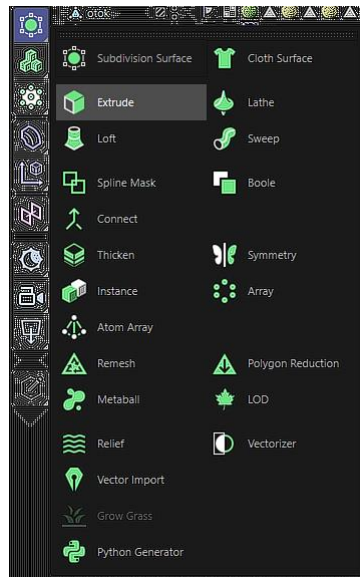 otok
Subdivision Surface Cloth Surface
Extrude Lathe
Loft Sweep
Spline Mask Boole
Connect
Thicken Symmetry
Instance Array
Atom Array
Remesh Polygon Reduction
Metaball LOD
Relief Vectorizer
Vector Import
Grow Grass
Python Generator